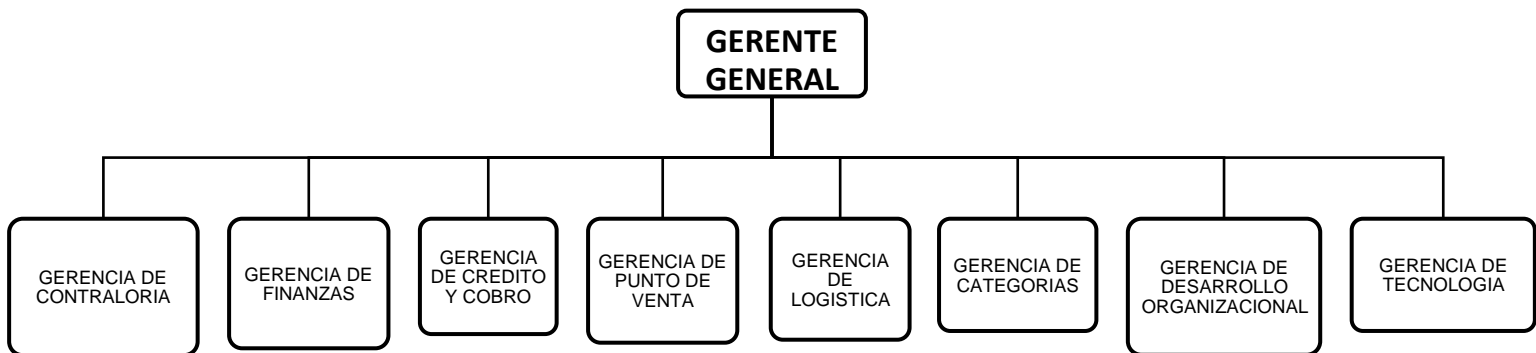 GERENTE
GENERAL
GERENCIA DE
CONTRALORIA
GERENCIA DE
FINANZAS
GERENCIA
DE CREDITO
Y COBRO
GERENCIA DE
PUNTO DE
VENTA
GERENCIA
DE
LOGISTICA
GERENCIA DE
CATEGORIAS
GERENCIA DE
DESARROLLO
ORGANIZACIONAL
GERENCIA DE
TECNOLOGIA